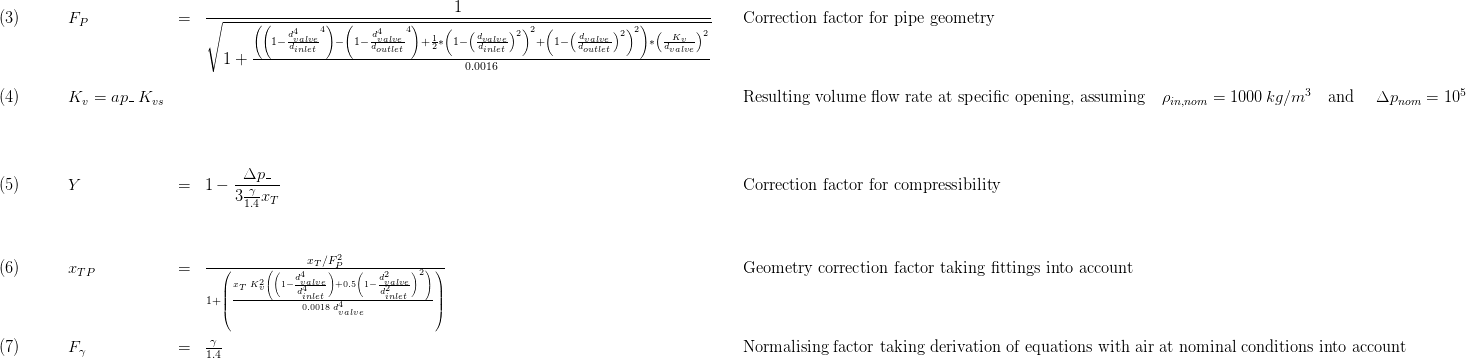 (3) F_P = \frac{1}{\sqrt{1+\frac{\left(\left(1-\frac{d_{valve}^4}{d_{inlet}}^4\right)-\left(1-\frac{d_{valve}^4}{d_{outlet}}^4\right)+\frac{1}{2}*\left(1-\left(\frac{d_{valve}}{d_{inlet}}\right)^2\right)^2+\left(1-\left(\frac{d_{valve}}{d_{outlet}}\right)^2\right)^2\right)*\left(\frac{K_v}{d_{valve}}\right)^2}{0.0016}}} Correction factor for pipe geometry
(4) K_v = ap_ K_{vs} Resulting volume flow rate at specific opening, assuming ρ_{in,nom} = 1000 kg/m^3 and Δp_{nom} = 10^5
(5) Y = 1 - \frac{Δp_}{3\frac{γ}{1.4}x_T} Correction factor for compressibility
(6) x_{TP} = \frac{x_T/F_P^2}{1+\left(\frac{x_T K_v^2\left(\left(1-\frac{d_{valve}^4}{d_{inlet}^4}\right)+0.5\left(1-\frac{d_{valve}^2}{d_{inlet}^2}\right)^2\right)}{0.0018 d_{valve}^4}\right)} Geometry correction factor taking fittings into account
(7) F_γ = \frac{γ}{1.4} Normalising factor taking derivation of equations with air at nominal conditions into account